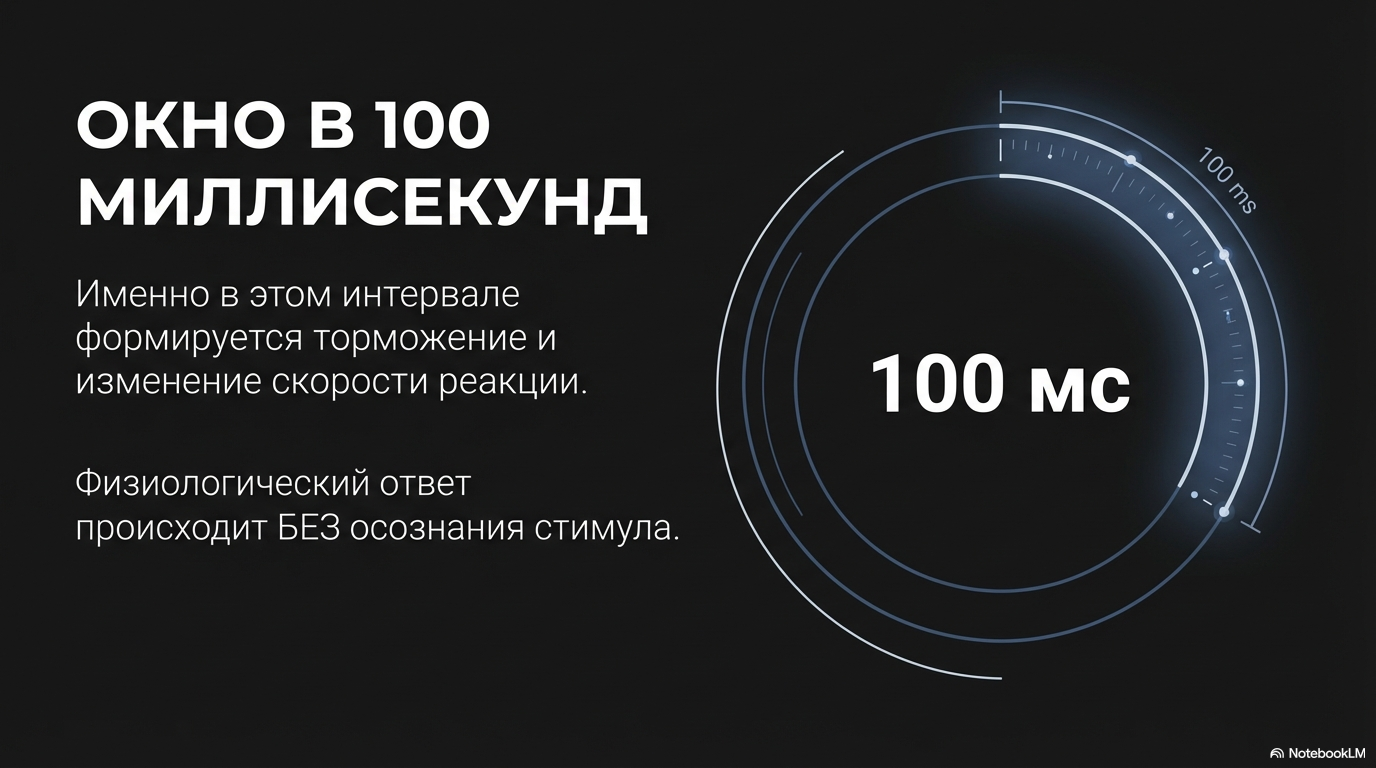 ОКНО В 100
МИЛЛИСЕКУНД
Именно в этом интервале
формируется торможение и
изменение скорости реакции.
Физиологический ответ
происходит БЕЗ осознания стимула.
100 ms
100 мс
NotebookLM